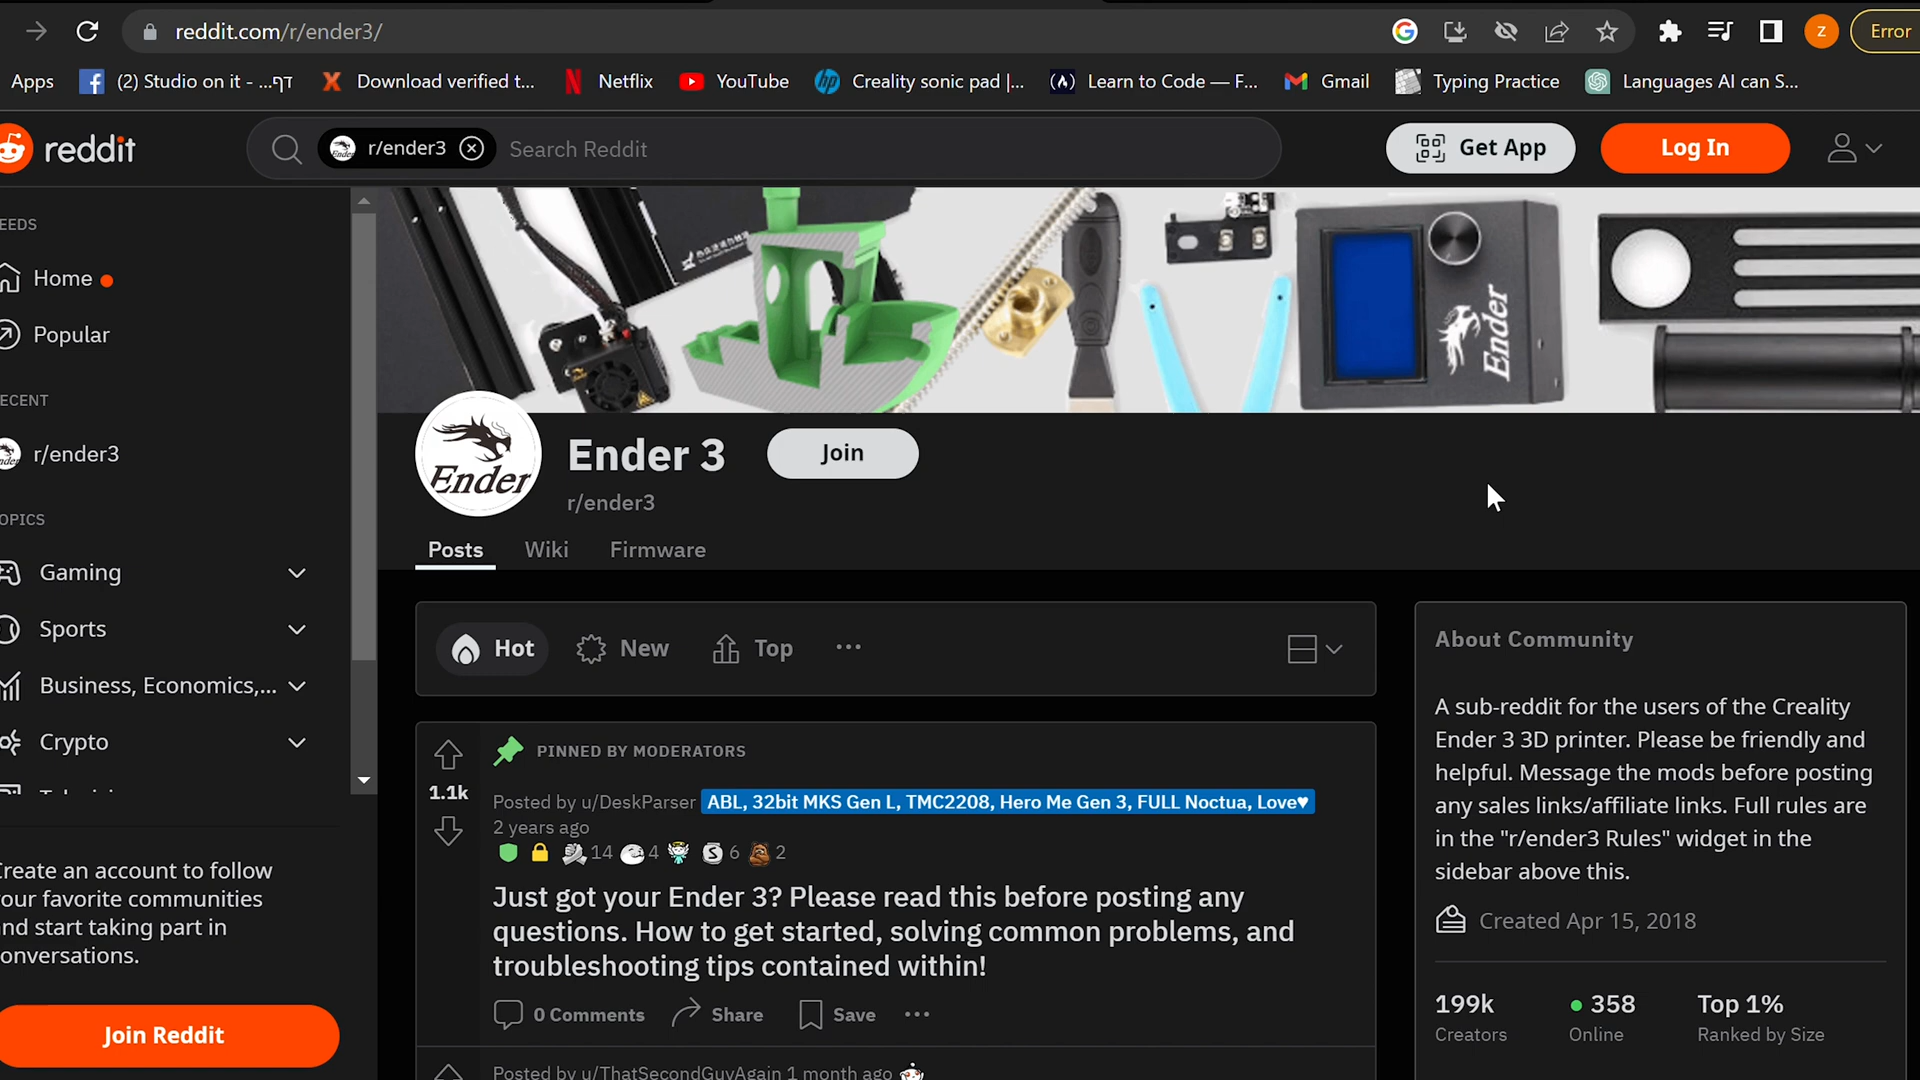 reddit.com/r/ender3/
Error
Apps
(2) Studio on it - ...דף
Download verified t...
Netflix
YouTube
Creality sonic pad |...
Learn to Code — F...
Gmail
Typing Practice
Languages AI can S...
reddit
r/ender3
Search Reddit
Get App
Log In
EEDS
Home
Popular
ECENT
r/ender3
OPICS
Gaming
Sports
Business, Economics,...
Crypto
reate an account to follow
our favorite communities
nd start taking part in
onversations.
Join Reddit
Ender
Ender
Ender 3
Join
r/ender3
Posts
Wiki
Firmware
Hot
New
Top
PINNED BY MODERATORS
1.1k
Posted by u/DeskParser ABL, 32bit MKS Gen L, TMC2208, Hero Me Gen 3, FULL Noctua, Love♥
2 years ago
14 4 6 2
Just got your Ender 3? Please read this before posting any
questions. How to get started, solving common problems, and
troubleshooting tips contained within!
0 Comments
Share
Save
Posted by u/ThatSecondGuyAgain 1 month ago
About Community
A sub-reddit for the users of the Creality
Ender 3 3D printer. Please be friendly and
helpful. Message the mods before posting
any sales links/affiliate links. Full rules are
in the "r/ender3 Rules" widget in the
sidebar above this.
Created Apr 15, 2018
199k
Creators
358
Online
Top 1%
Ranked by Size